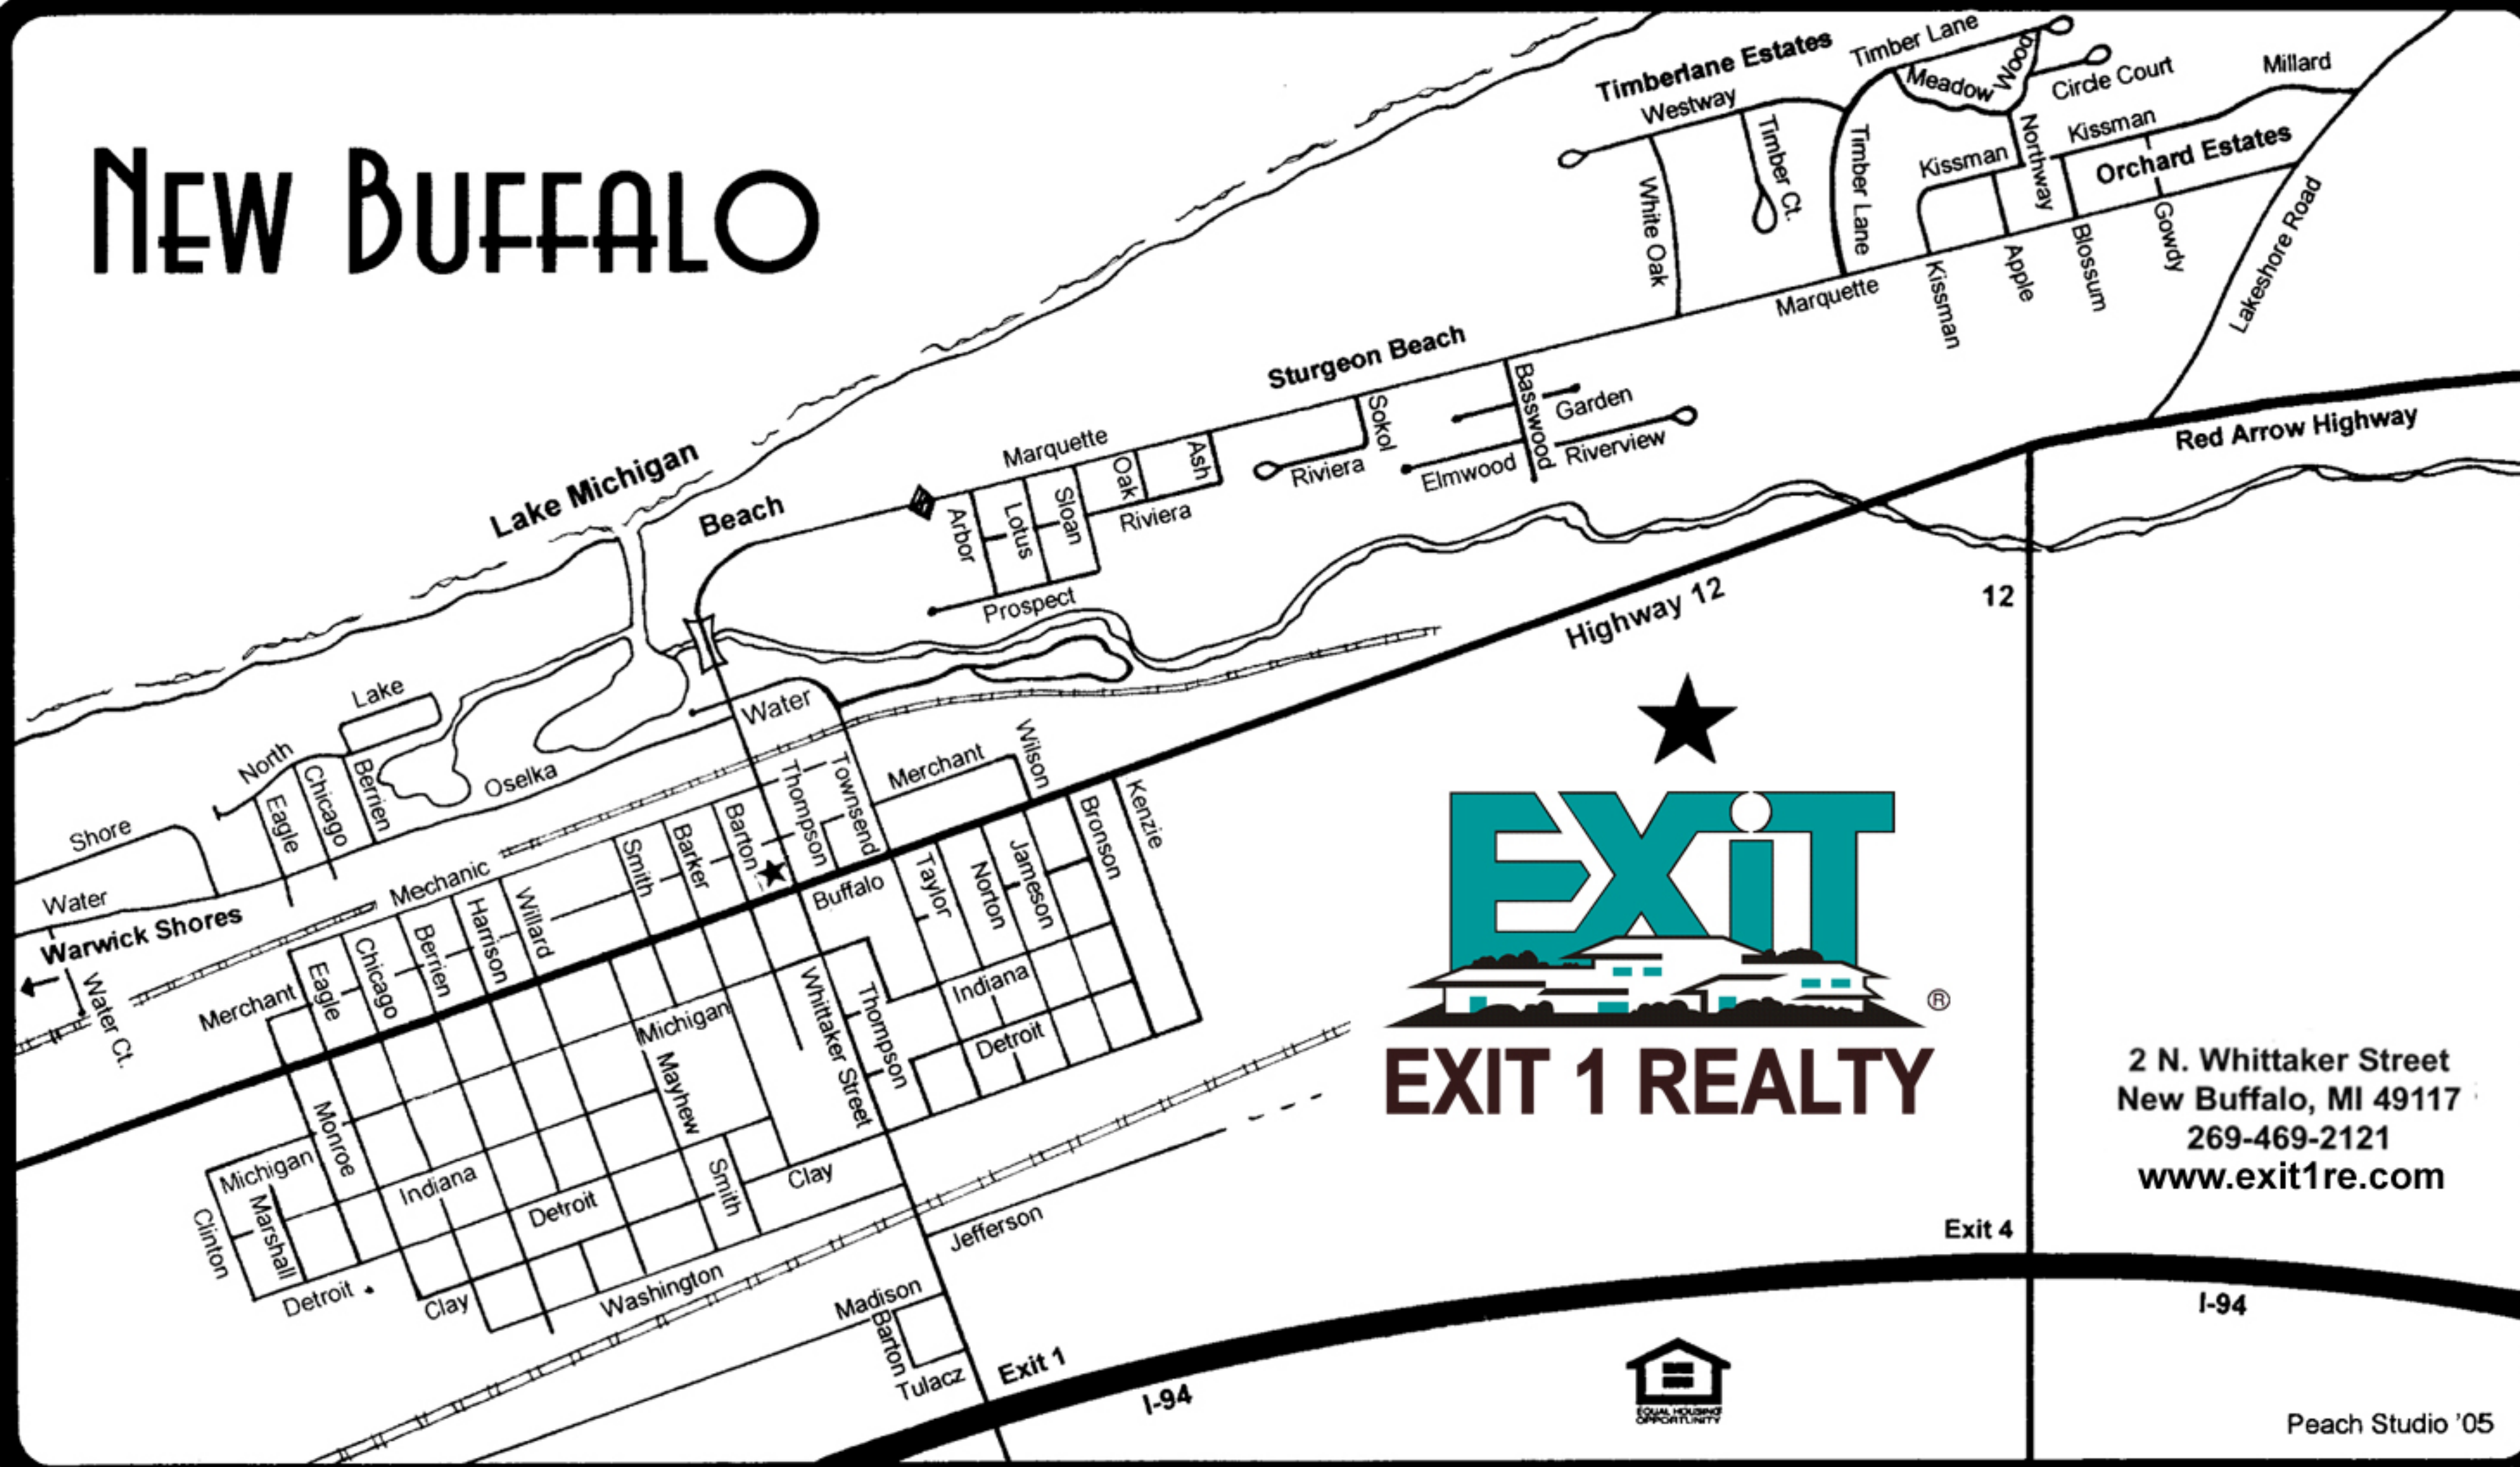 NEW BUFFALO
Timberlane Estates
Timber Lane
Westway
Meadow
Wood
Circle Court
Millard
Kissman
Orchard Estates
Kissman
Northway
Timber Ct.
Timber Lane
White Oak
Marquette
Kissman
Apple
Blossum
Gowdy
Lakeshore Road
Sturgeon Beach
Basswood
Garden
Sokol
Riviera
Elmwood
Riverview
Red Arrow Highway
Marquette
Ash
Oak
Sloan
Lotus
Arbor
Riviera
Prospect
Lake Michigan
Beach
Highway 12
12
Lake
North
Eagle
Chicago
Berrien
Oselka
Water
Shore
Water
Warwick Shores
Water Ct.
Mechanic
Merchant
Wilson
Kenzie
Bronson
Townsend
Thompson
Barton
Barker
Smith
Buffalo
Taylor
Norton
Jameson
Willard
Harrison
Berrien
Chicago
Eagle
Merchant
Michigan
Whittaker Street
Thompson
Indiana
Detroit
Mayhew
Monroe
Michigan
Marshall
Clinton
Indiana
Detroit
Smith
Clay
Detroit
Clay
Washington
Jefferson
Madison
Barton
Tulacz
Exit 1
I-94
EXIT
®
EXIT 1 REALTY
2 N. Whittaker Street
New Buffalo, MI 49117
269-469-2121
www.exit1re.com
Exit 4
I-94
EQUAL HOUSING
OPPORTUNITY
Peach Studio '05